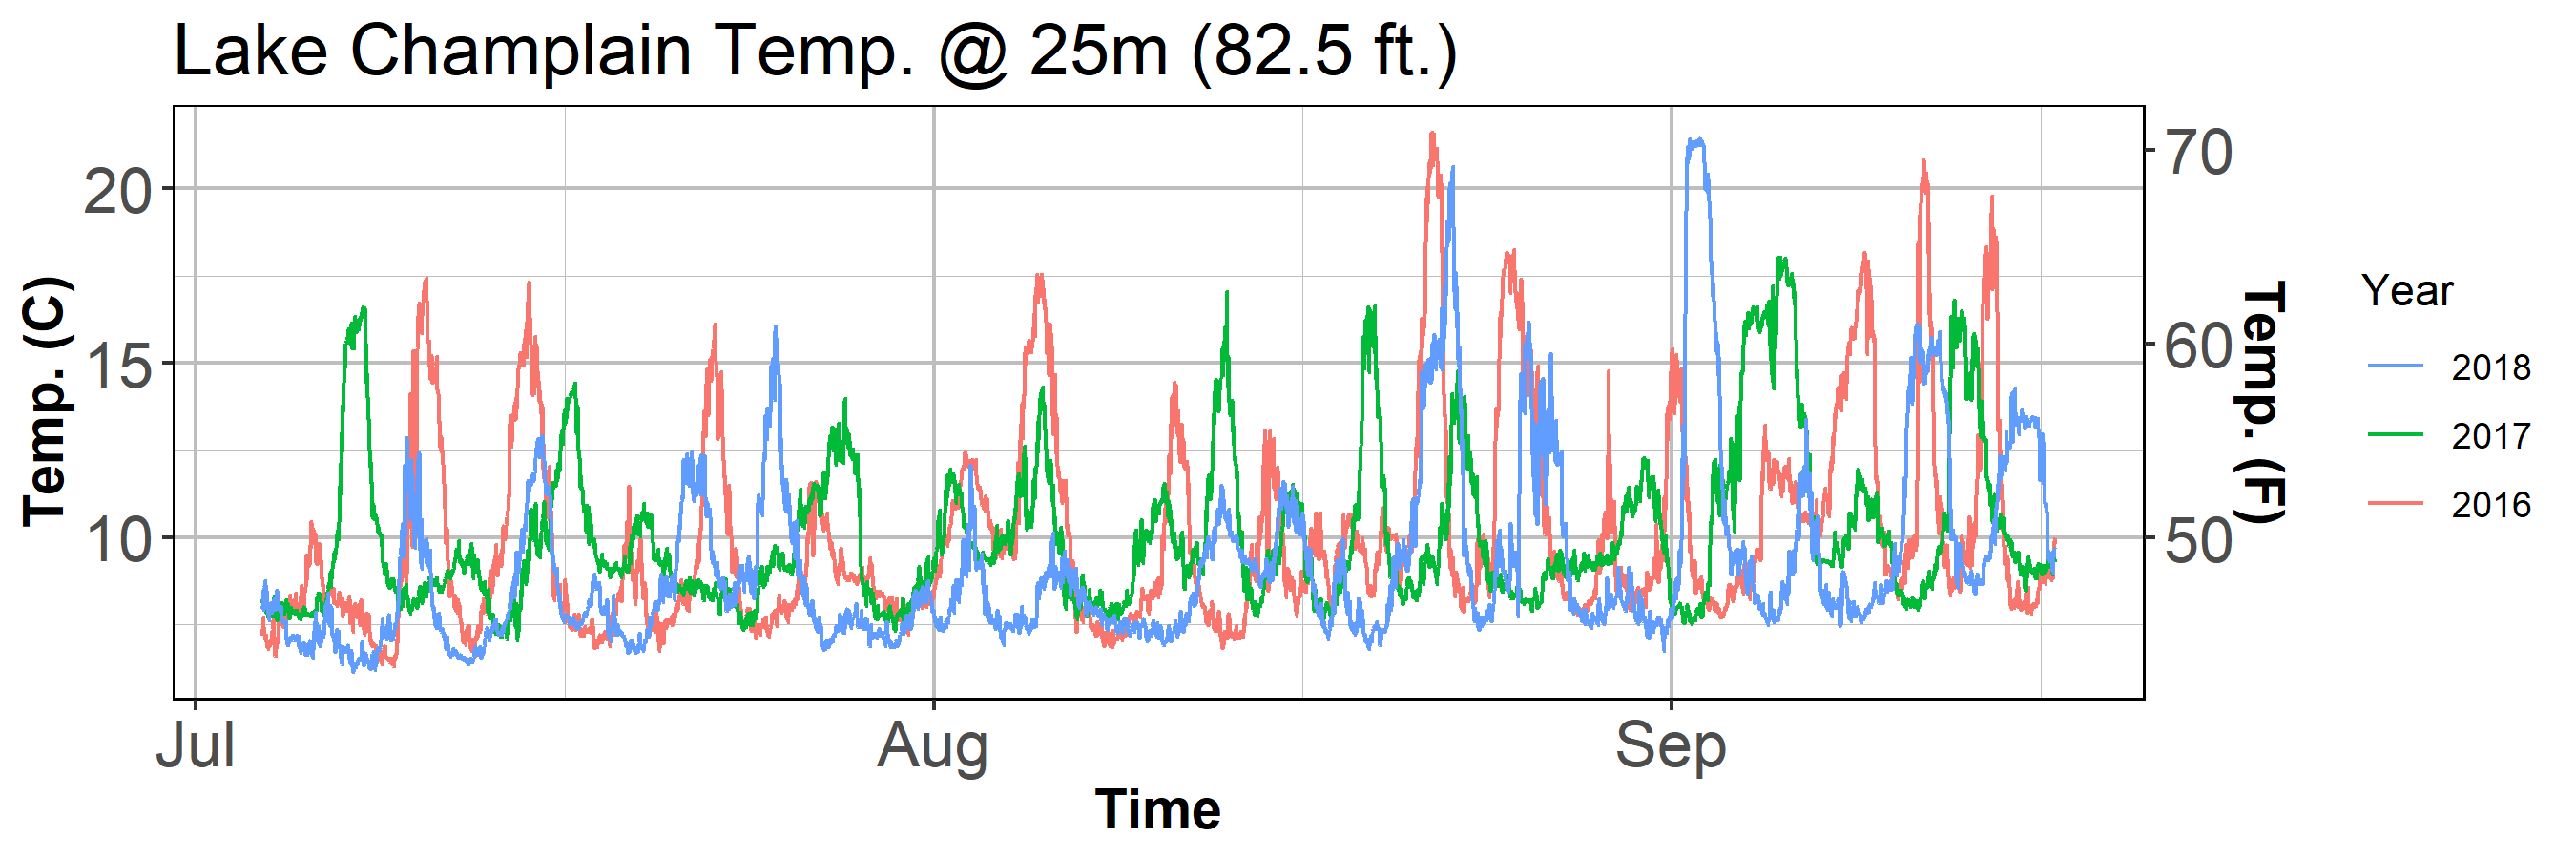 Lake Champlain Temp. @ 25m (82.5 ft.)
Temp. (C)
20
15
10
70
60
50
Temp. (F)
Jul
Aug
Sep
Time
Year
2018
2017
2016